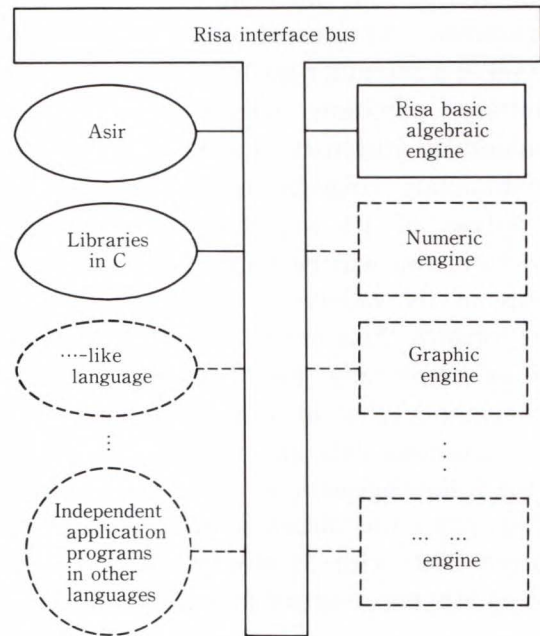 Risa interface bus
Asir
Risa basic
algebraic
engine
Libraries
in C
Numeric
engine
…-like
language
Graphic
engine
⋮
⋮
Independent
application
programs
in other
languages
… …
engine